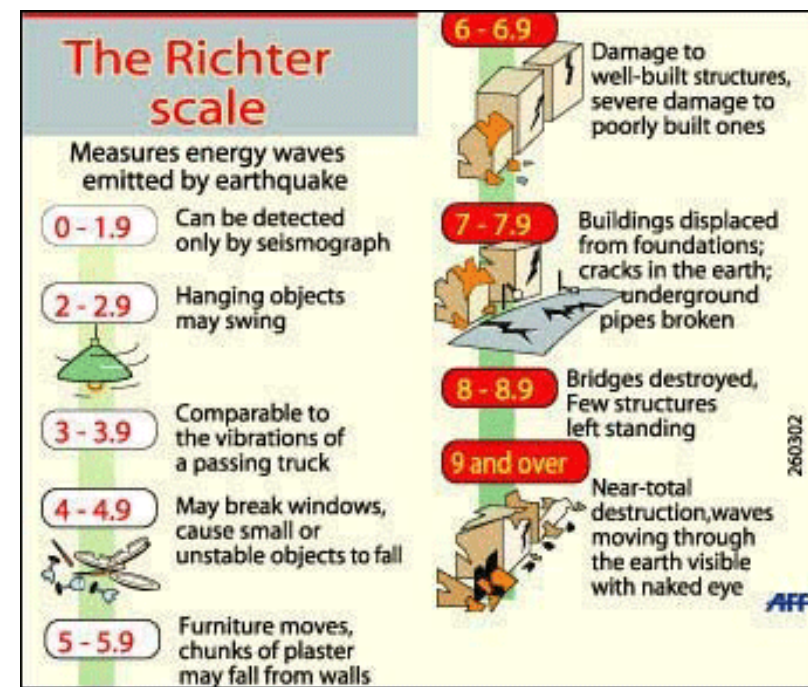 The Richter
scale
Measures energy waves
emitted by earthquake
0 - 1.9
Can be detected
only by seismograph
2 - 2.9
Hanging objects
may swing
3 - 3.9
Comparable to
the vibrations of
a passing truck
4 - 4.9
May break windows,
cause small or
unstable objects to fall
5 - 5.9
Furniture moves,
chunks of plaster
may fall from walls
6 - 6.9
Damage to
well-built structures,
severe damage to
poorly built ones
7 - 7.9
Buildings displaced
from foundations;
cracks in the earth;
underground
pipes broken
8 - 8.9
Bridges destroyed,
Few structures
left standing
9 and over
Near-total
destruction,waves
moving through
the earth visible
with naked eye
260302